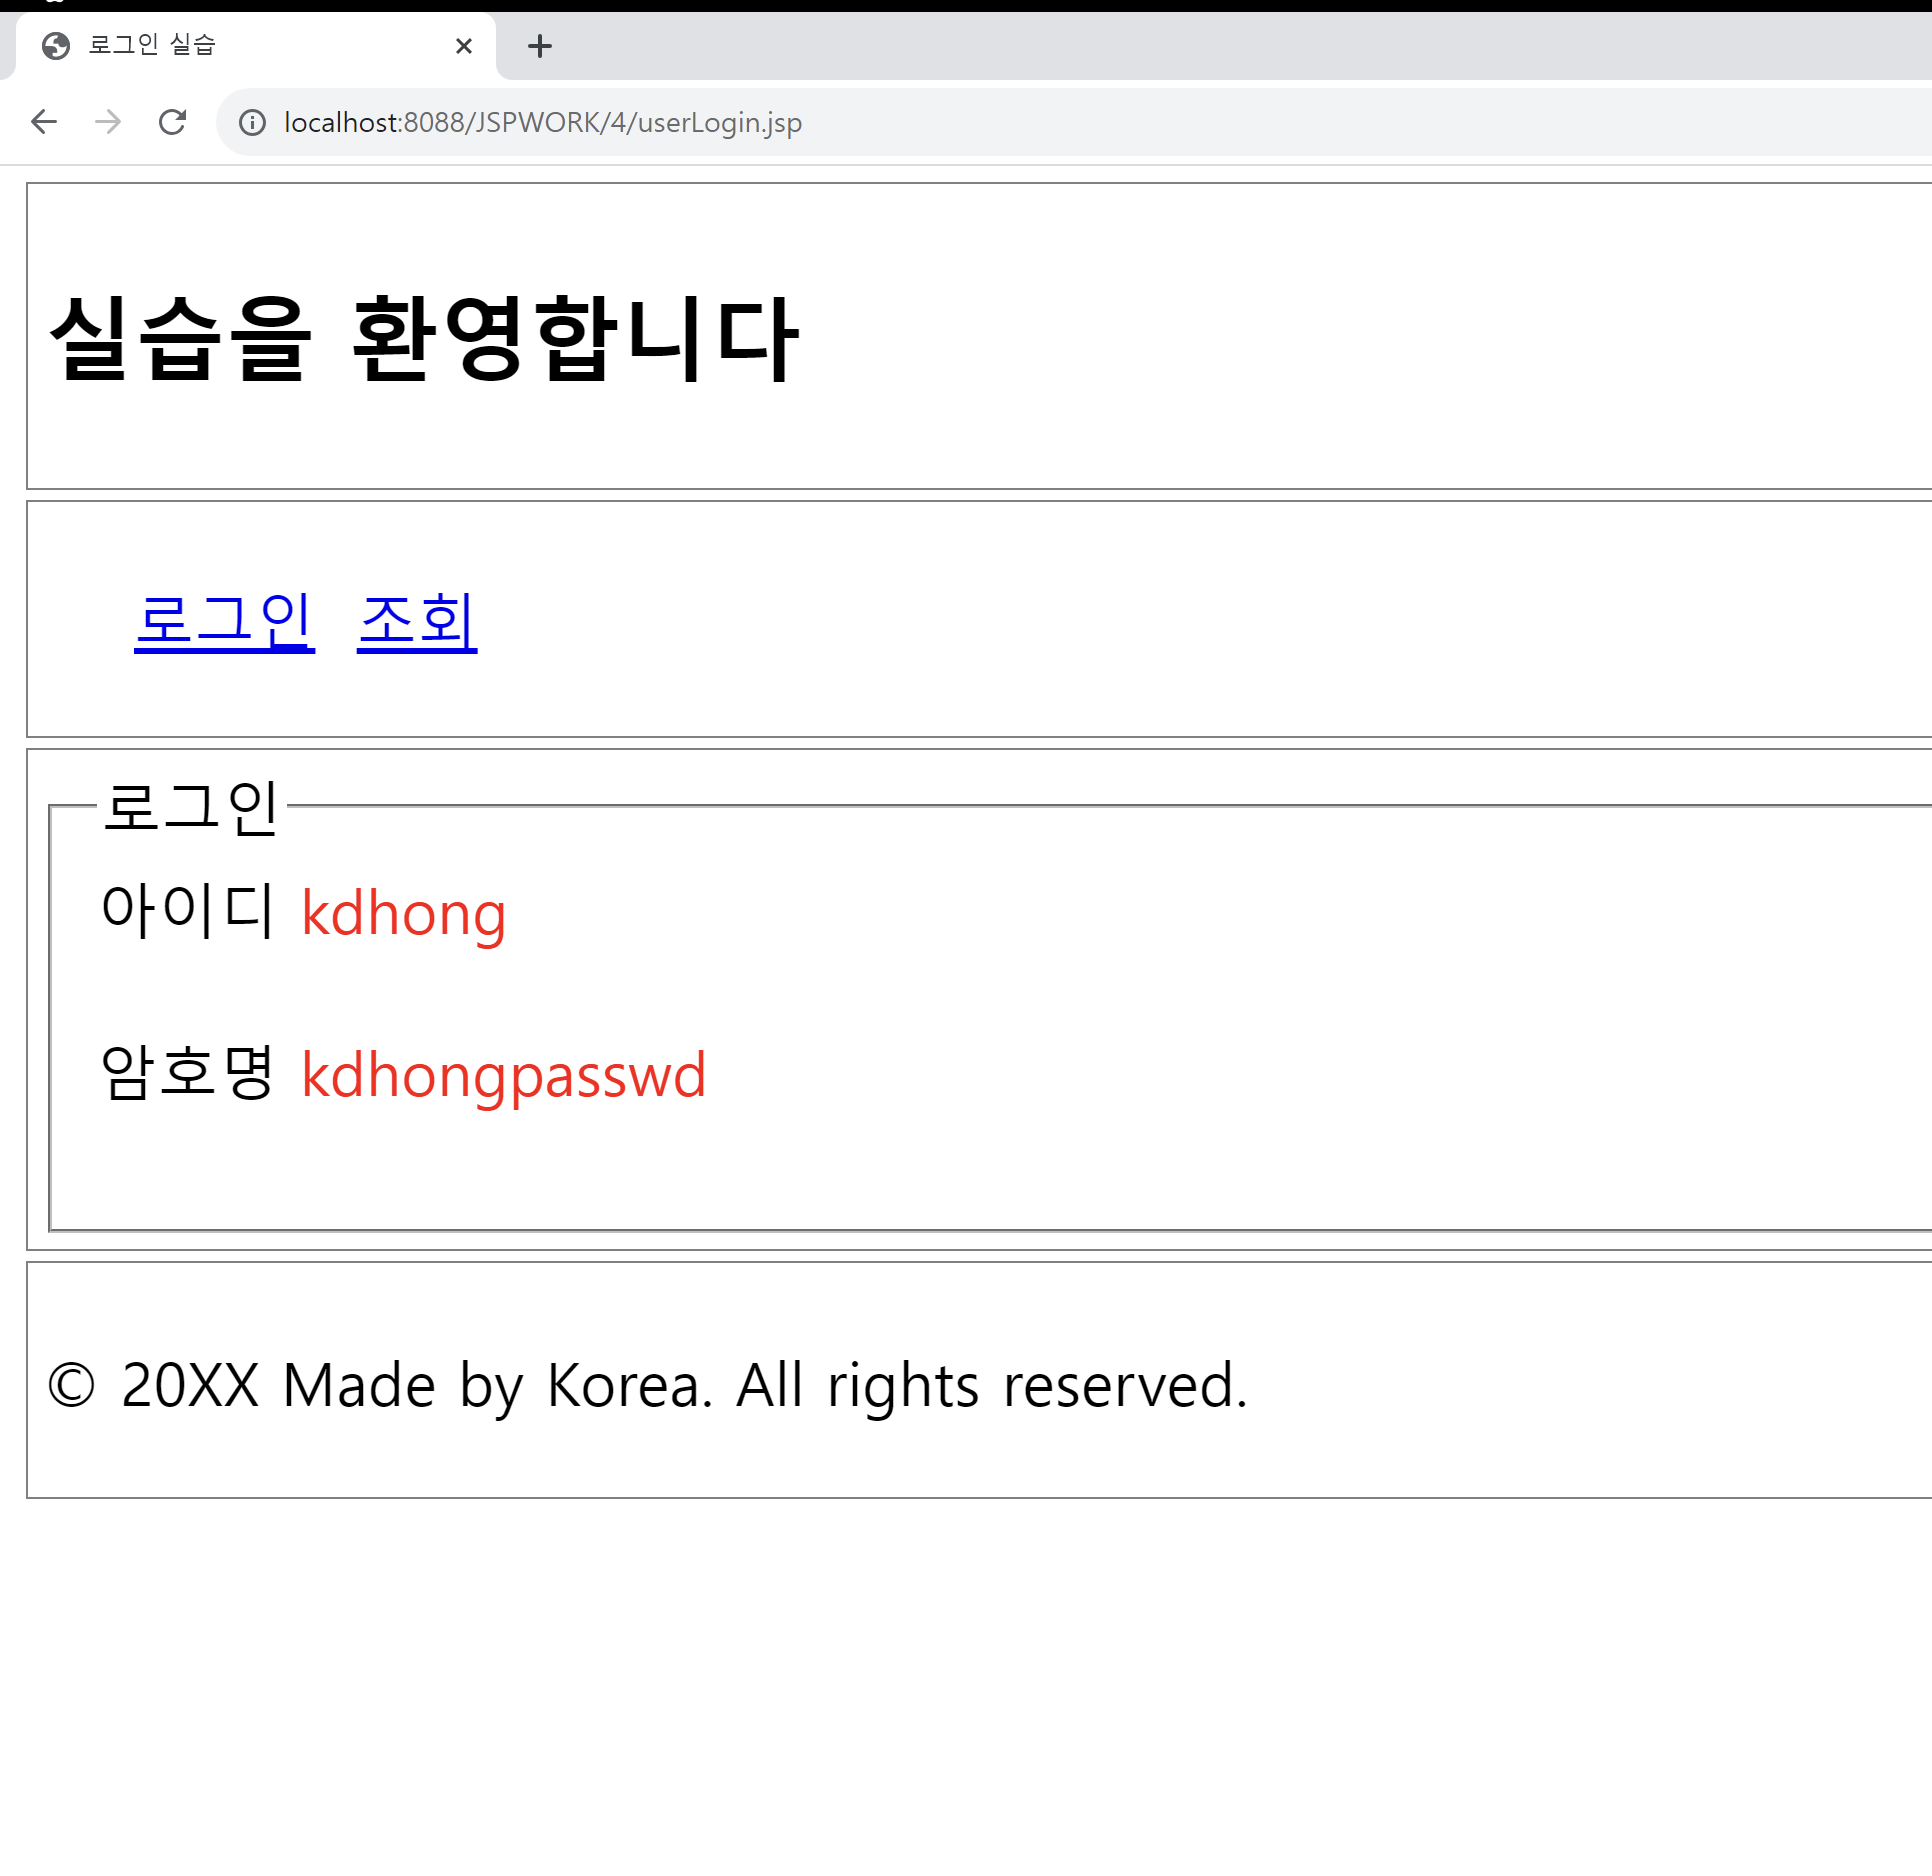 로그인 실습
localhost:8088/JSPWORK/4/userLogin.jsp
실습을 환영합니다
로그인 조회
로그인
아이디 kdhong
암호명 kdhongpasswd
© 20XX Made by Korea. All rights reserved.